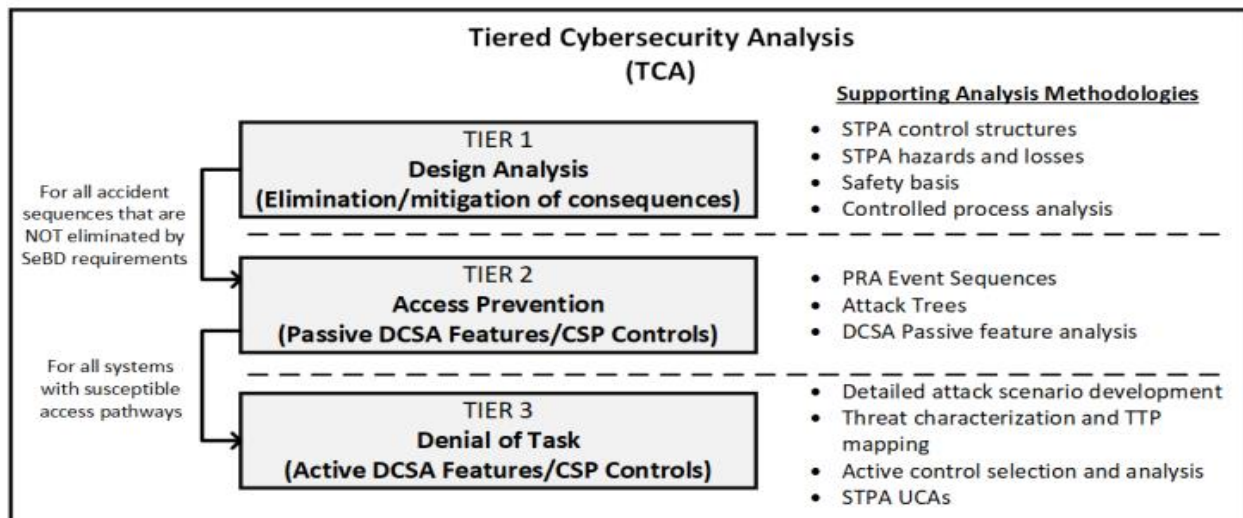 Tiered Cybersecurity Analysis
(TCA)
Supporting Analysis Methodologies
TIER 1
Design Analysis
(Elimination/mitigation of consequences)
• STPA control structures
• STPA hazards and losses
• Safety basis
• Controlled process analysis
For all accident
sequences that are
NOT eliminated by
SeBD requirements
TIER 2
Access Prevention
(Passive DCSA Features/CSP Controls)
• PRA Event Sequences
• Attack Trees
• DCSA Passive feature analysis
For all systems
with susceptible
access pathways
TIER 3
Denial of Task
(Active DCSA Features/CSP Controls)
• Detailed attack scenario development
• Threat characterization and TTP
mapping
• Active control selection and analysis
• STPA UCAs